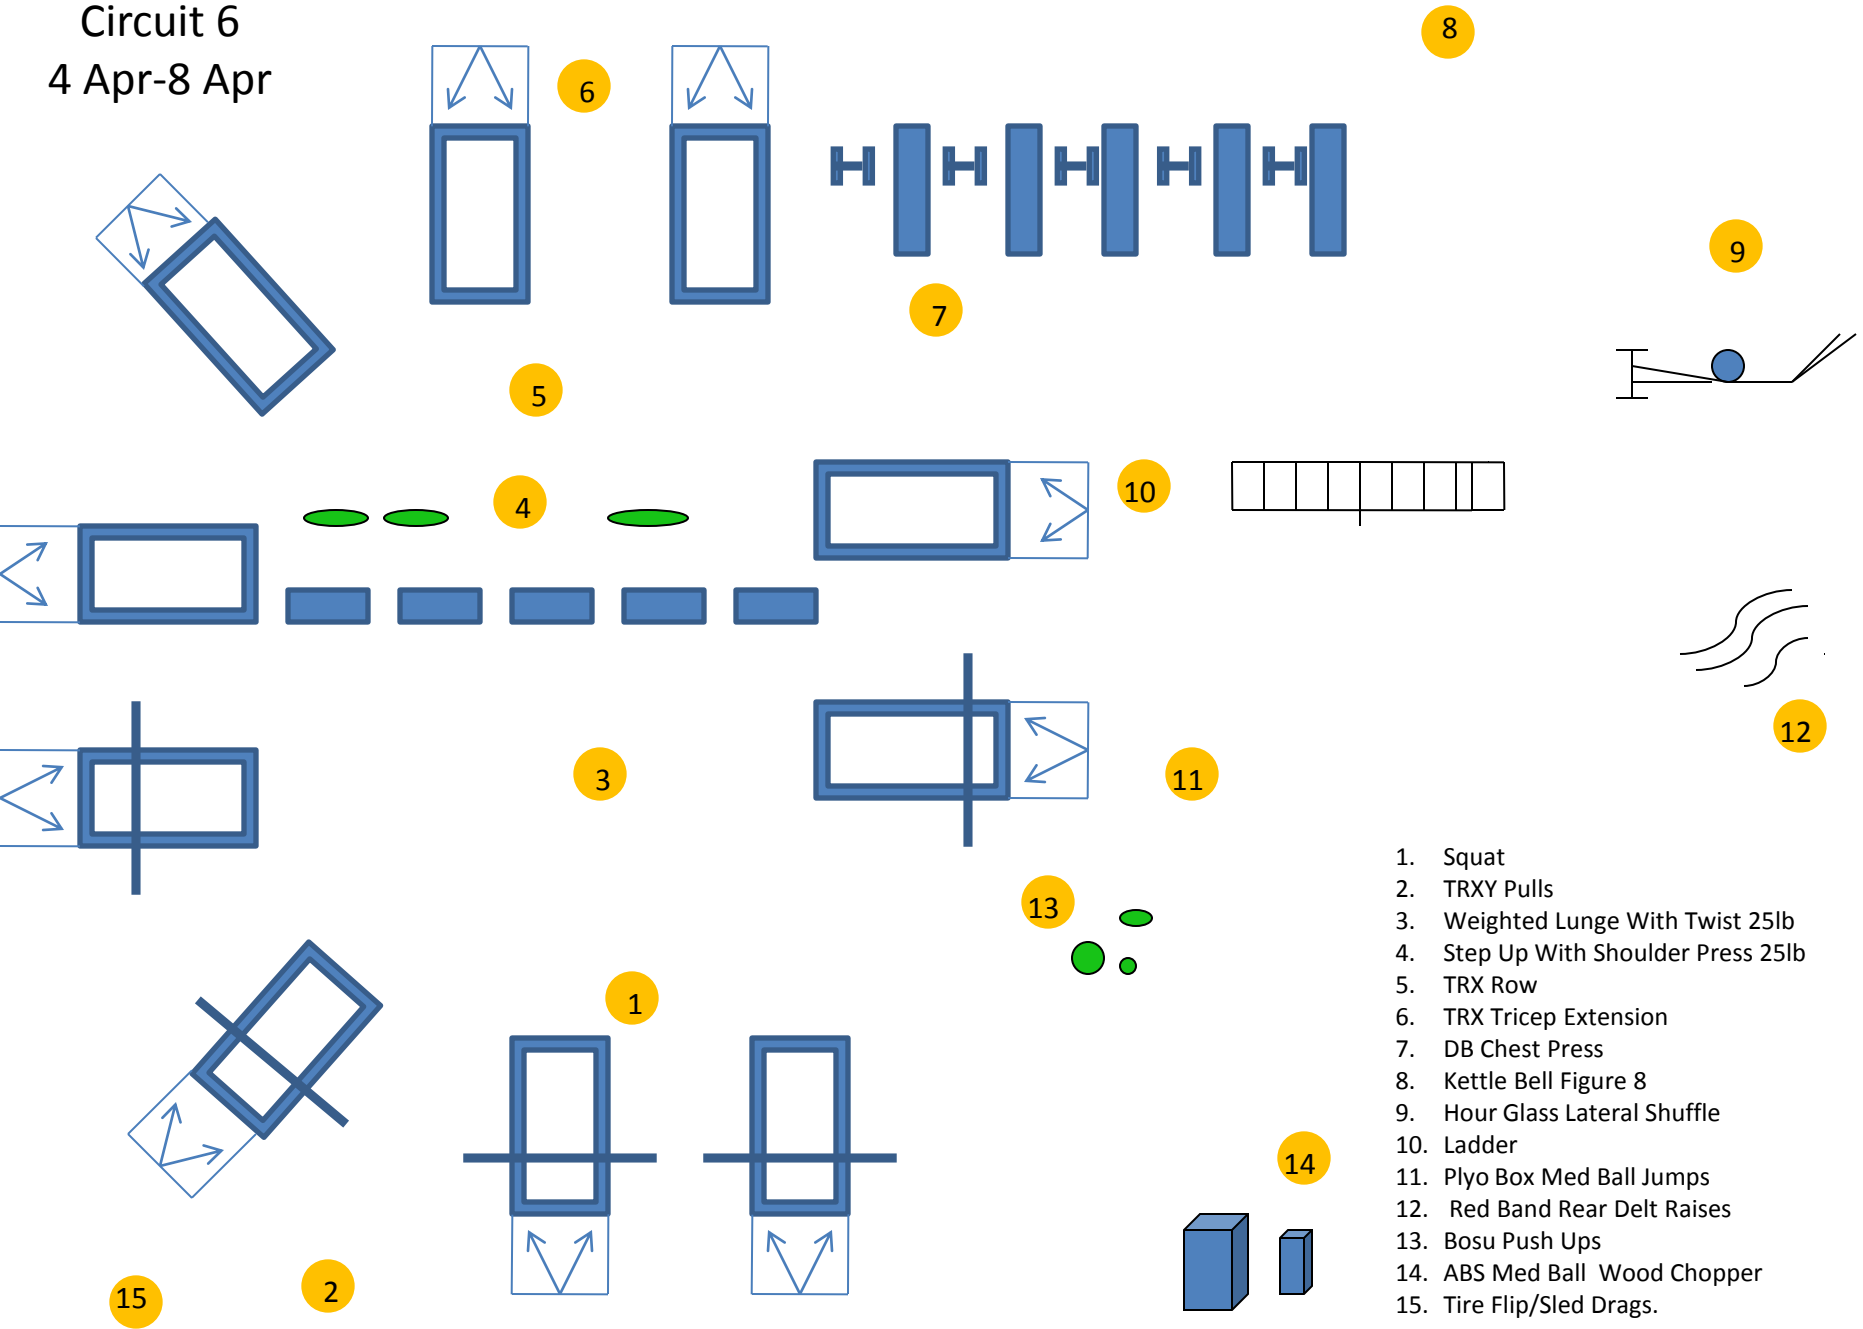 Circuit 6
4 Apr-8 Apr
8
6
9
7
5
4
10
12
3
11
13
1
14
15
2
1. Squat
2. TRXY Pulls
3. Weighted Lunge With Twist 25lb
4. Step Up With Shoulder Press 25lb
5. TRX Row
6. TRX Tricep Extension
7. DB Chest Press
8. Kettle Bell Figure 8
9. Hour Glass Lateral Shuffle
10. Ladder
11. Plyo Box Med Ball Jumps
12. Red Band Rear Delt Raises
13. Bosu Push Ups
14. ABS Med Ball  Wood Chopper
15. Tire Flip/Sled Drags.